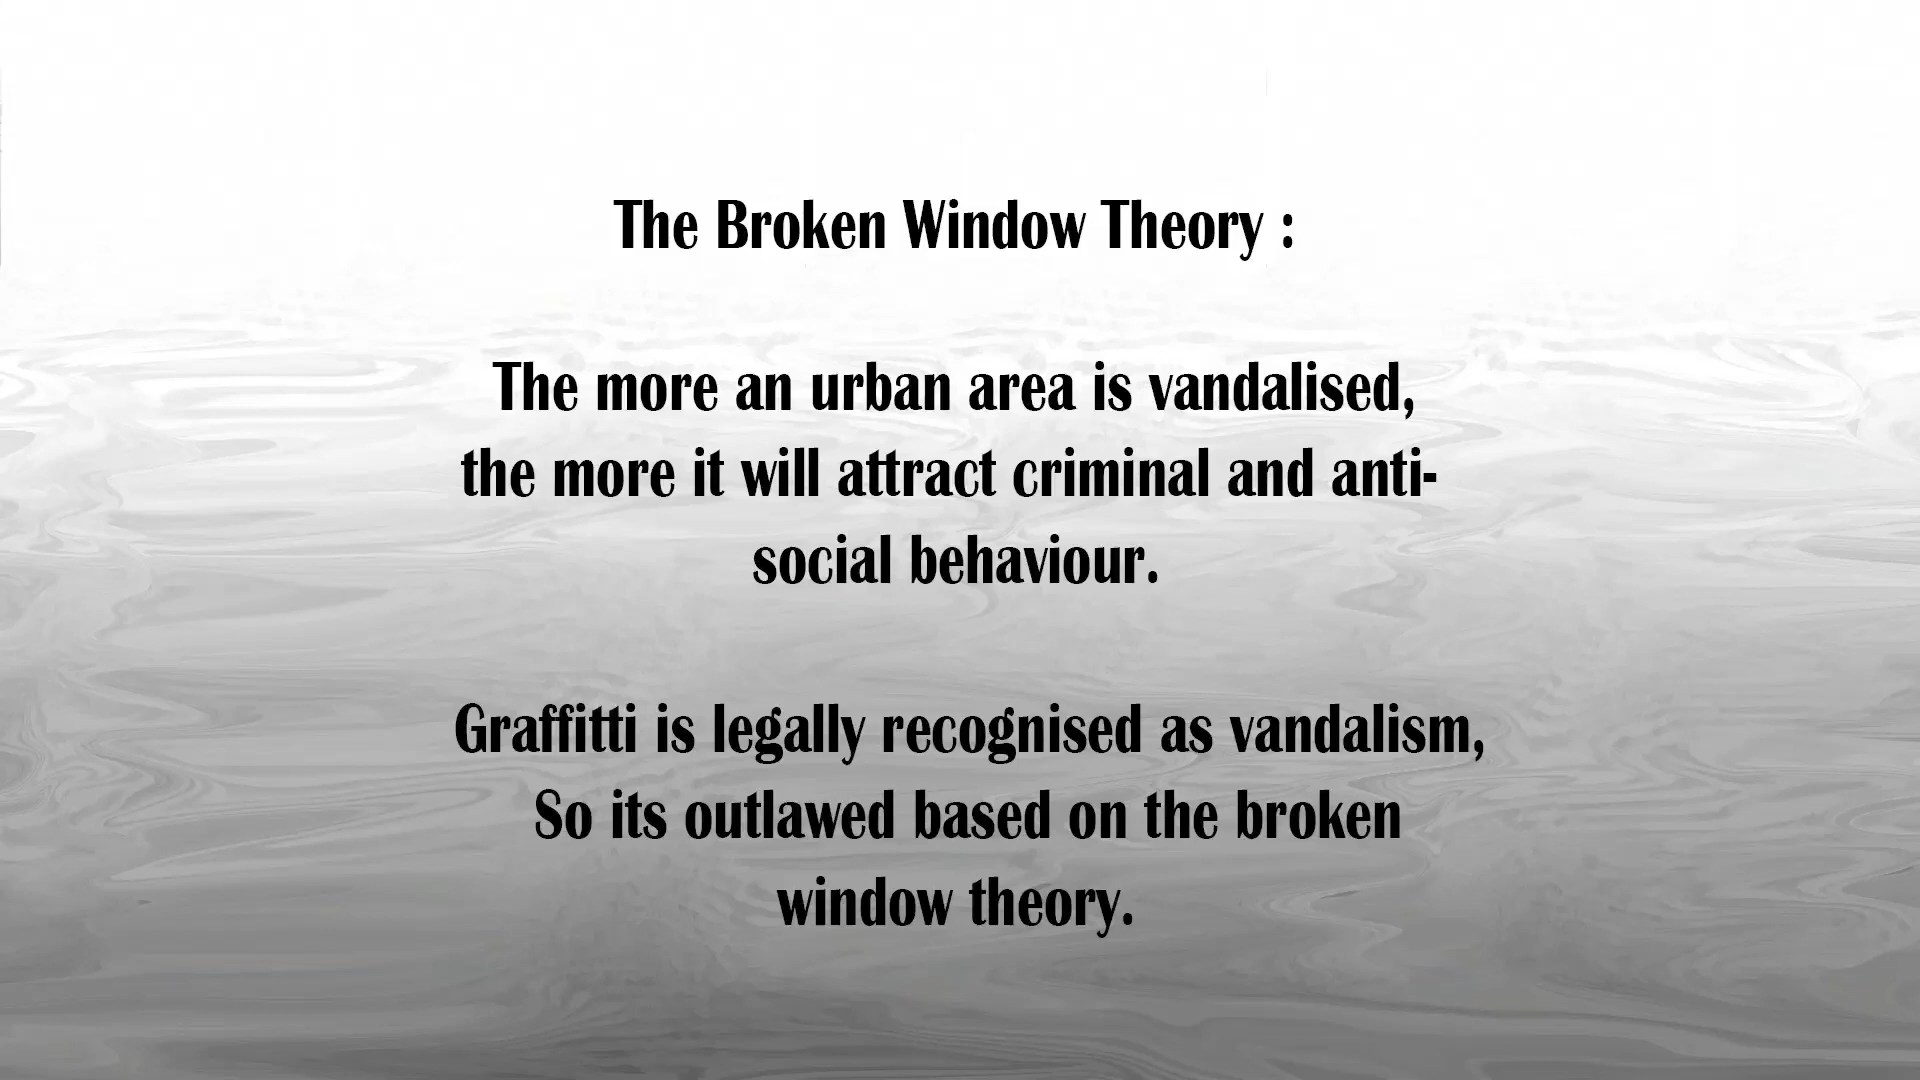 The Broken Window Theory :
The more an urban area is vandalised,
the more it will attract criminal and anti-
social behaviour.
Graffitti is legally recognised as vandalism,
So its outlawed based on the broken
window theory.